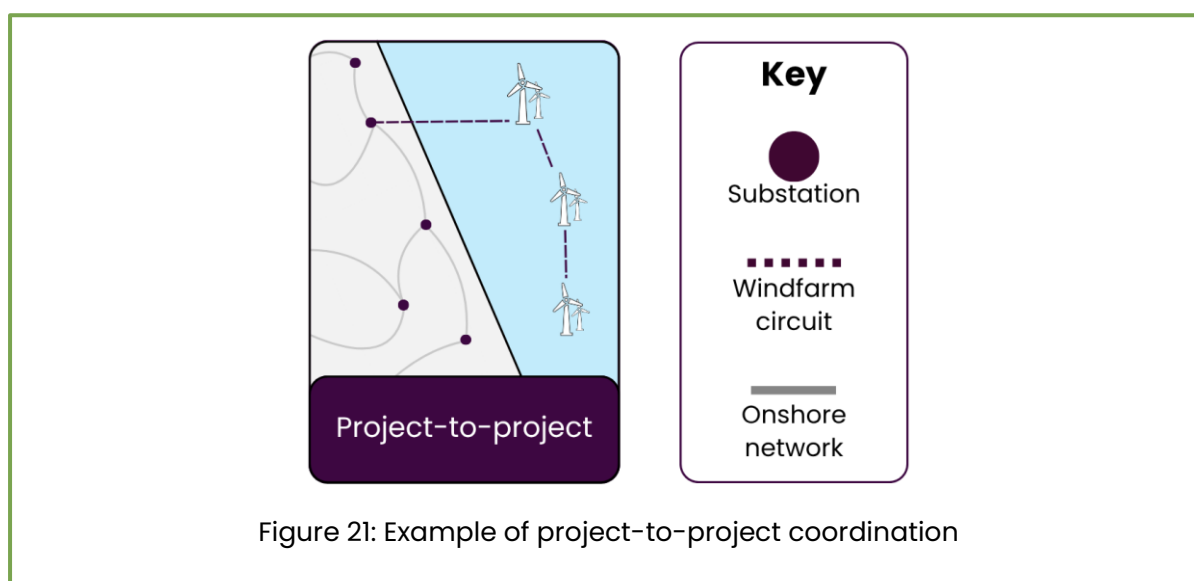 Key
Substation
Windfarm
circuit
Onshore
network
Project-to-project
Figure 21: Example of project-to-project coordination